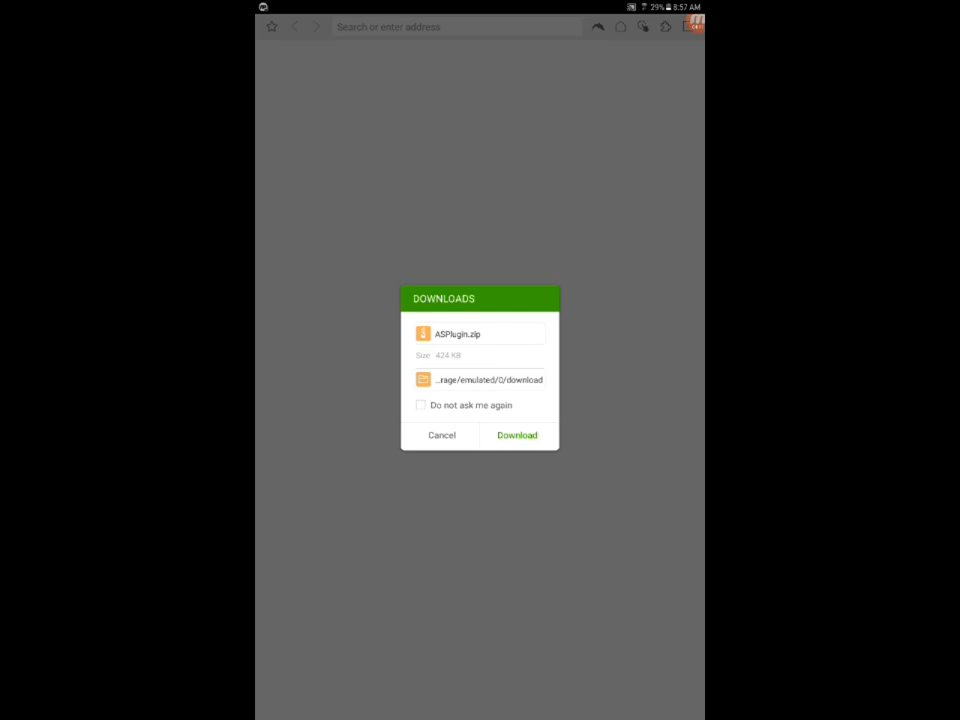 29% 8:57 AM
Search or enter address
DOWNLOADS
ASPlugin.zip
Size 424 KB
...rage/emulated/0/download
Do not ask me again
Cancel Download